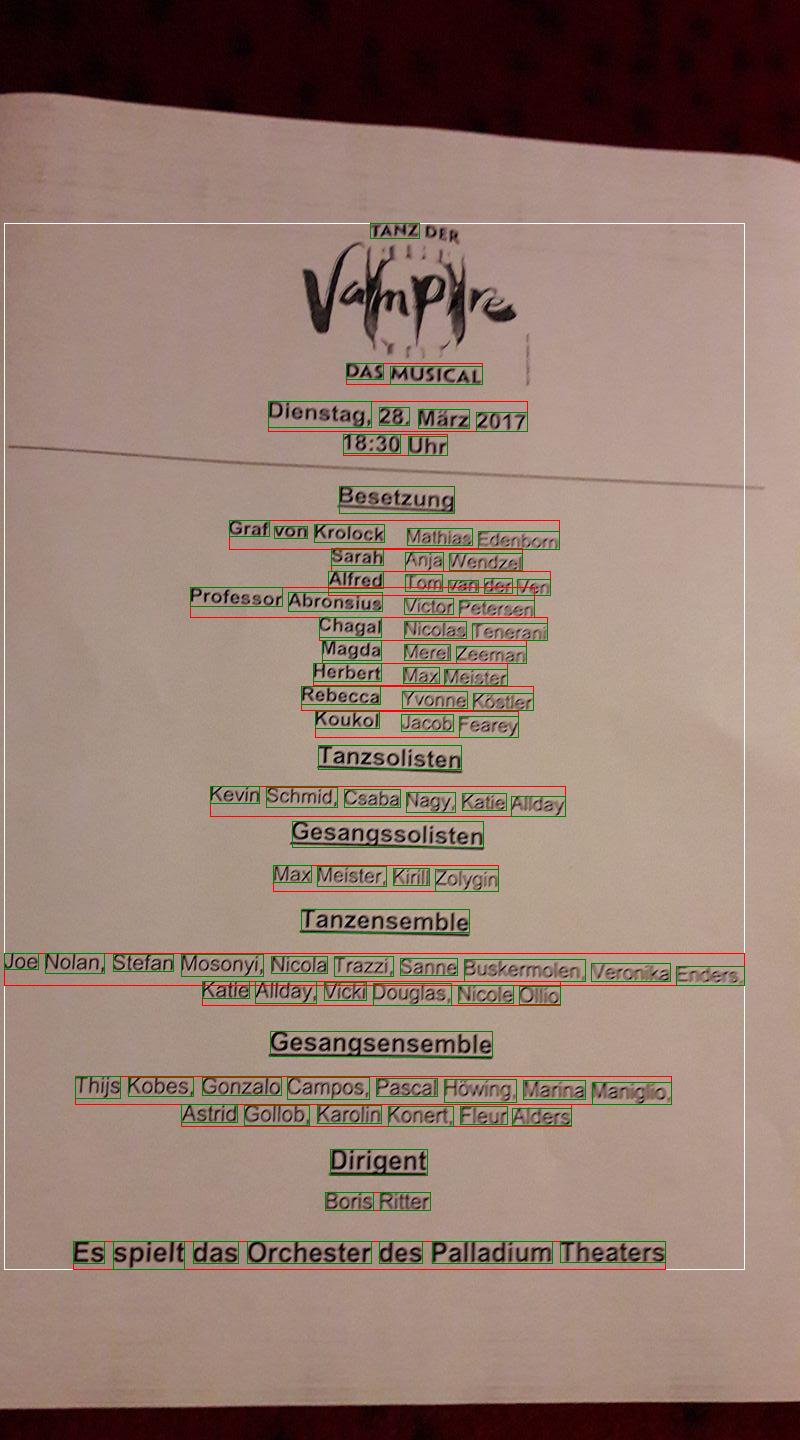 TANZ DER
Vampire
DAS MUSICAL
Dienstag, 28. März 2017
18:30 Uhr
Besetzung
Graf von Krolock Mathias Edenborn
Sarah Anja Wendzel
Alfred Tom van der Ven
Professor Abronsius Victor Petersen
Chagal Nicolas Tenerani
Magda Merel Zeeman
Herbert Max Meister
Rebecca Yvonne Köstler
Koukol Jacob Fearey
Tanzsolisten
Kevin Schmid, Csaba Nagy, Katie Allday
Gesangssolisten
Max Meister, Kirill Zolygin
Tanzensemble
Joe Nolan, Stefan Mosonyi, Nicola Trazzi, Sanne Buskermolen, Veronika Enders,
Katie Allday, Vicki Douglas, Nicole Ollio
Gesangsensemble
Thijs Kobes, Gonzalo Campos, Pascal Höwing, Marina Maniglio,
Astrid Gollob, Karolin Konert, Fleur Alders
Dirigent
Boris Ritter
Es spielt das Orchester des Palladium Theaters